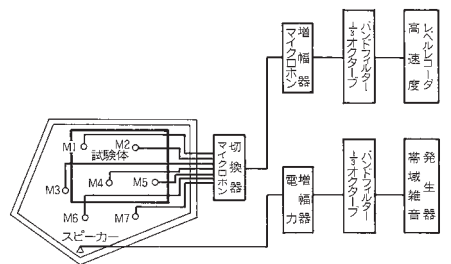 マイクロホン
増幅器
1/3オクターブ
バンドフィルター
高速度
レベルレコーダ
M1
M2
試験体
M3
M4
M5
M6
M7
スピーカー
マイクロホン
切換器
電力
増幅器
1/3オクターブ
バンドフィルター
帯域雑音
発生器